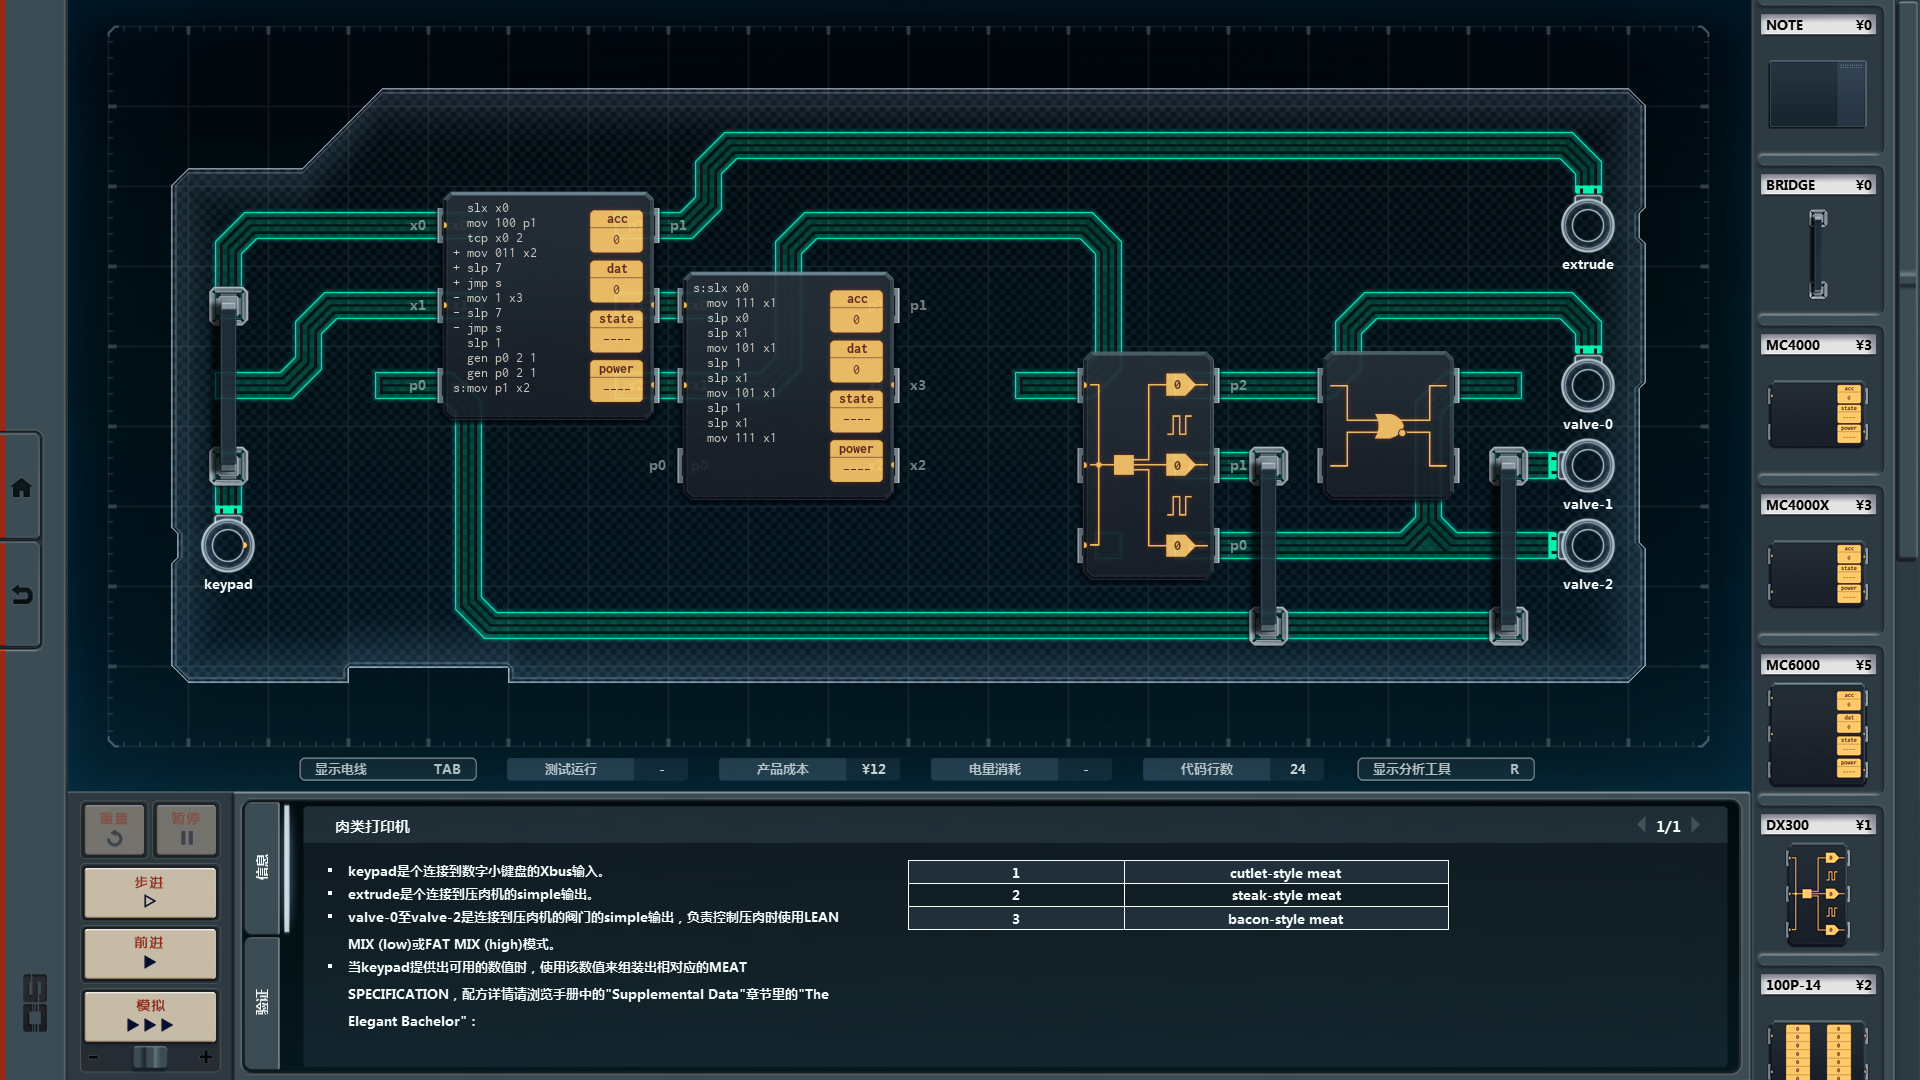 NOTE ¥0
BRIDGE ¥0
MC4000 ¥3
MC4000X ¥3
MC6000 ¥5
DX300 ¥1
100P-14 ¥2
x0
x1
p0
p1
slx x0
mov 100 p1
tcp x0 2
+ mov 011 x2
+ slp 7
+ jmp s
- mov 1 x3
- slp 7
- jmp s
slp 1
gen p0 2 1
gen p0 2 1
s:mov p1 x2
acc
0
dat
0
state
----
power
----
s:slx x0
mov 111 x1
slp x0
slp x1
mov 101 x1
slp 1
slp x1
mov 101 x1
slp 1
slp x1
mov 111 x1
acc
0
dat
0
state
----
power
----
p0
p1
x3
x2
0
0
0
p2
p1
p0
keypad
extrude
valve-0
valve-1
valve-2
显示电线 TAB
测试运行 -
产品成本 ¥12
电量消耗 -
代码行数 24
显示分析工具 R
重置
暂停
步进
前进
模拟
- +
信息
验证
肉类打印机
1/1
▪ keypad是个连接到数字小键盘的Xbus输入。
▪ extrude是个连接到压肉机的simple输出。
▪ valve-0至valve-2是连接到压肉机的阀门的simple输出，负责控制压肉时使用LEAN
MIX (low)或FAT MIX (high)模式。
▪ 当keypad提供出可用的数值时，使用该数值来组装出相对应的MEAT
SPECIFICATION，配方详情请浏览手册中的"Supplemental Data"章节里的"The
Elegant Bachelor"：
1 cutlet-style meat
2 steak-style meat
3 bacon-style meat